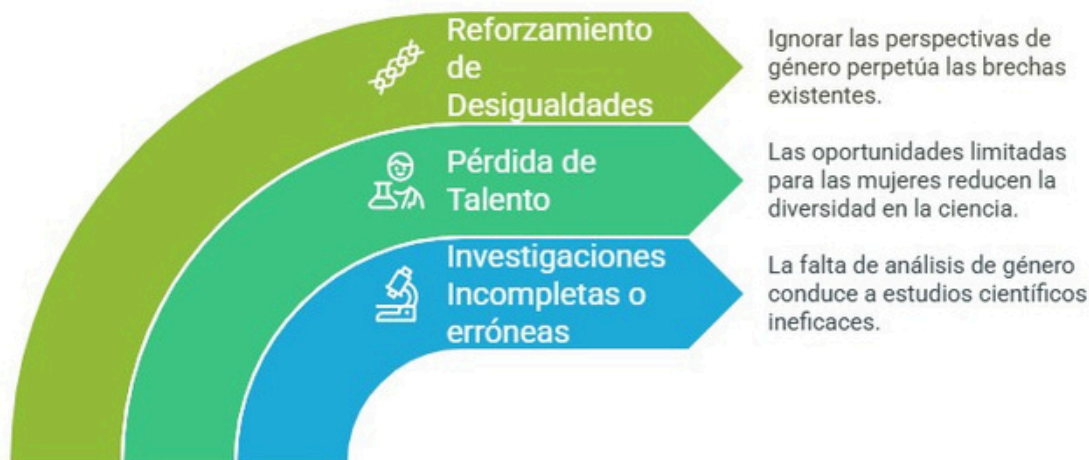 Reforzamiento
de
Desigualdades
Ignorar las perspectivas de
género perpetúa las brechas
existentes.
Pérdida de
Talento
Las oportunidades limitadas
para las mujeres reducen la
diversidad en la ciencia.
Investigaciones
Incompletas o
erróneas
La falta de análisis de género
conduce a estudios científicos
ineficaces.